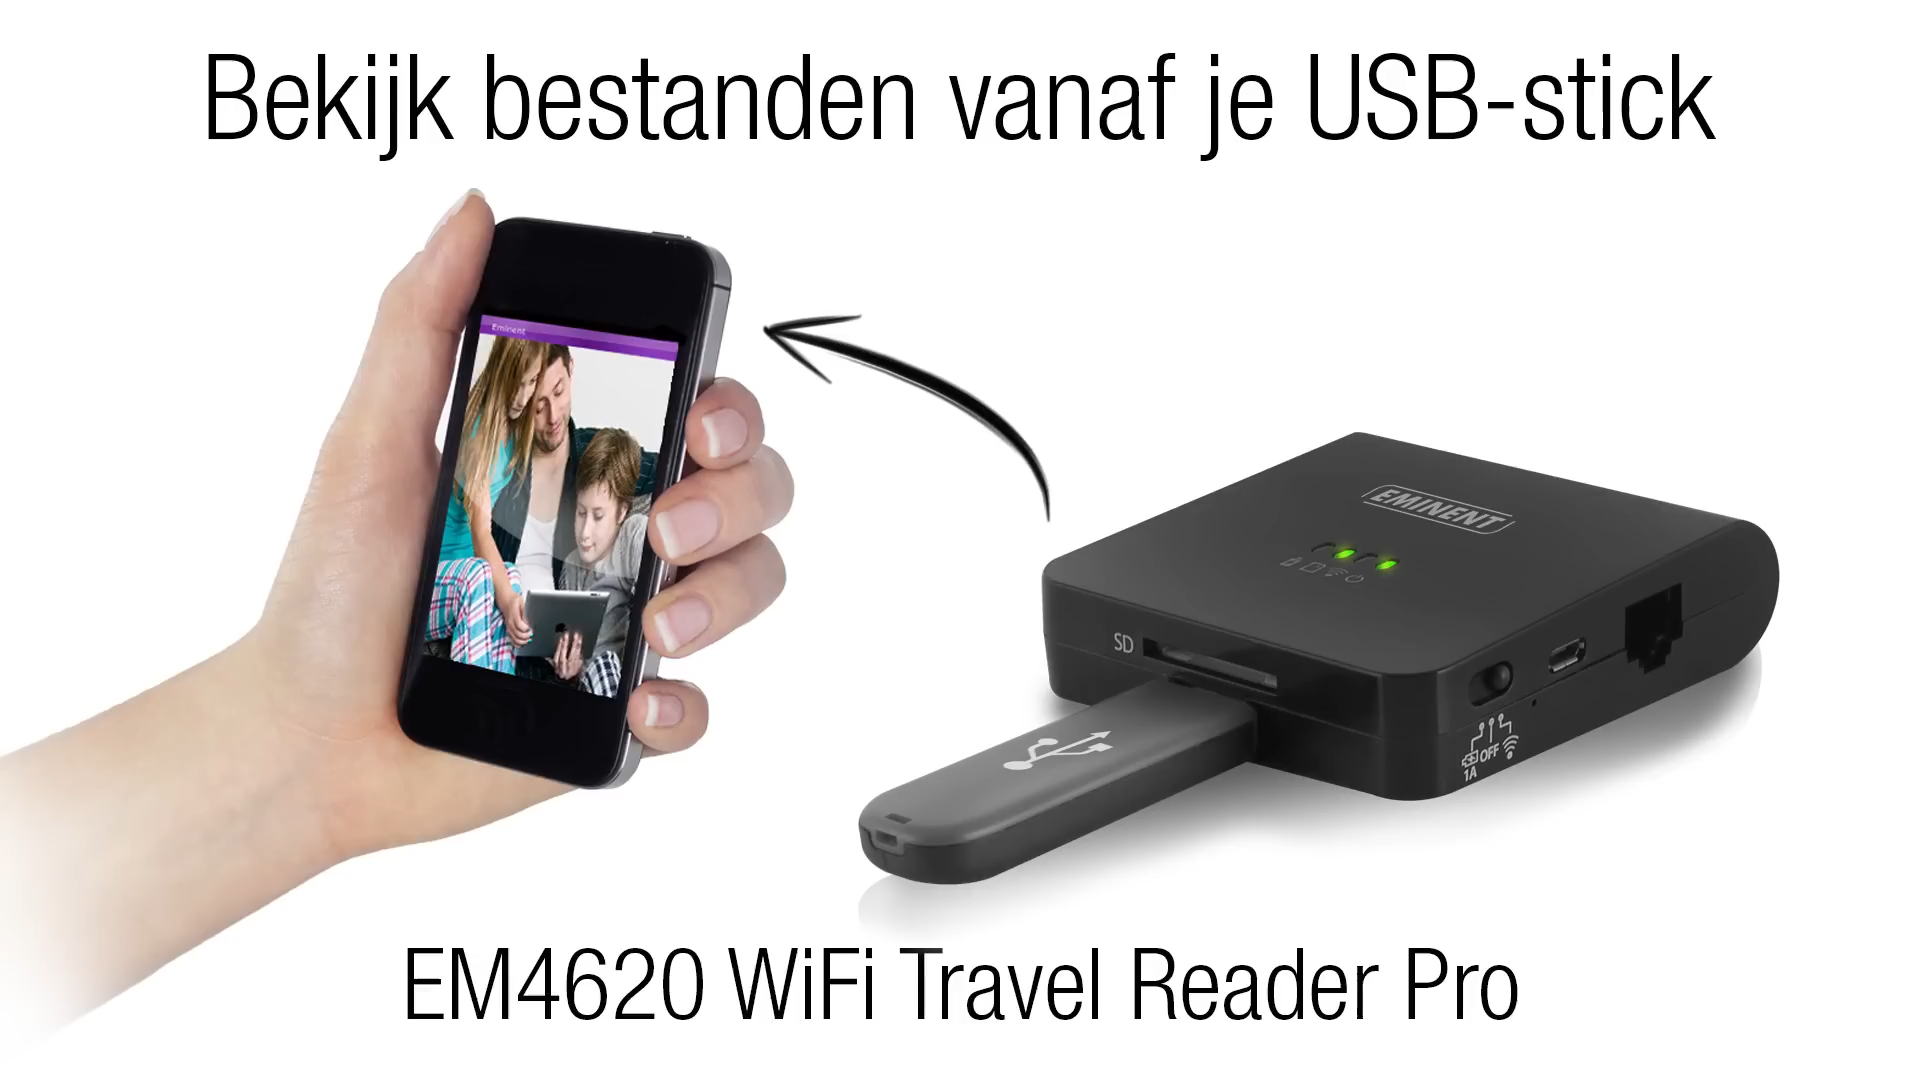 Bekijk bestanden vanaf je USB-stick
Eminent
EMINENT
SD
OFF
1A
EM4620 WiFi Travel Reader Pro